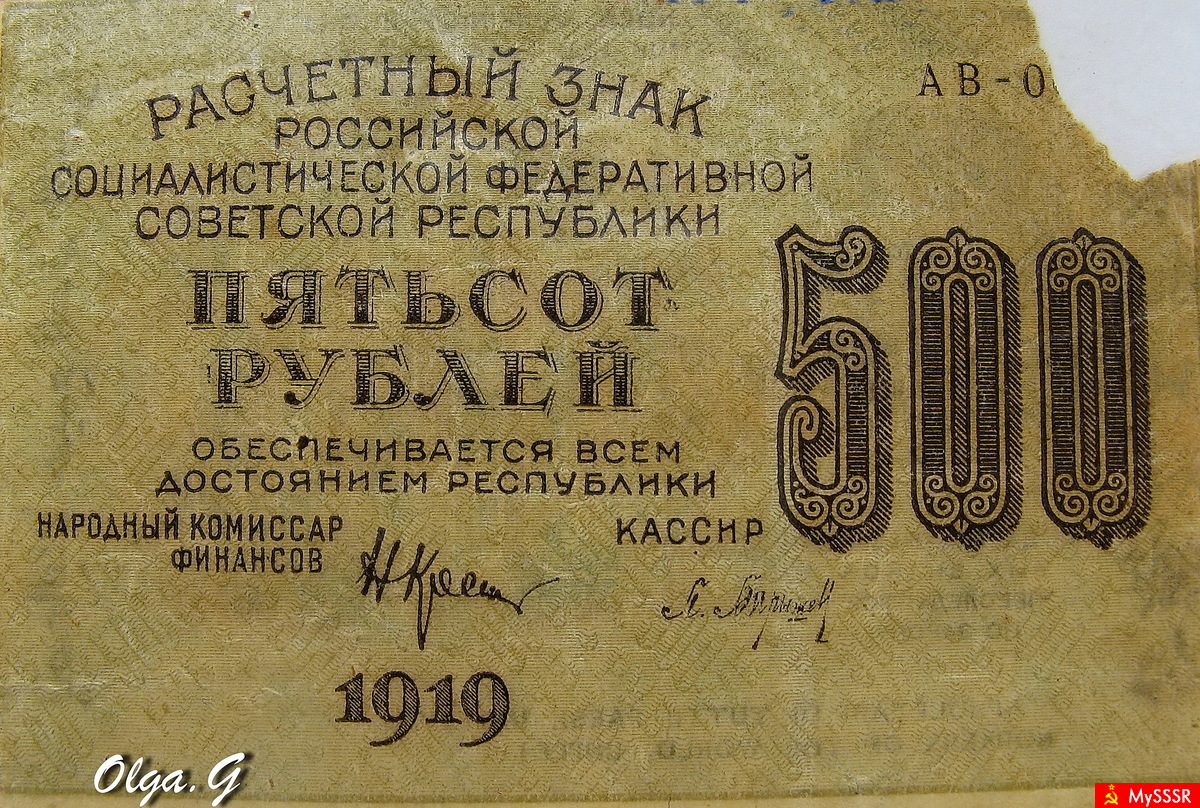 РАСЧЕТНЫЙ ЗНАК
АВ-0
РОССИЙСКОЙ
СОЦИАЛИСТИЧЕСКОЙ ФЕДЕРАТИВНОЙ
СОВЕТСКОЙ РЕСПУБЛИКИ
ПЯТЬСОТ
РУБЛЕЙ
500
ОБЕСПЕЧИВАЕТСЯ ВСЕМ
ДОСТОЯНИЕМ РЕСПУБЛИКИ
НАРОДНЫЙ КОМИССАР
ФИНАНСОВ
КАССИР
1919
Olga.G
MySSSR